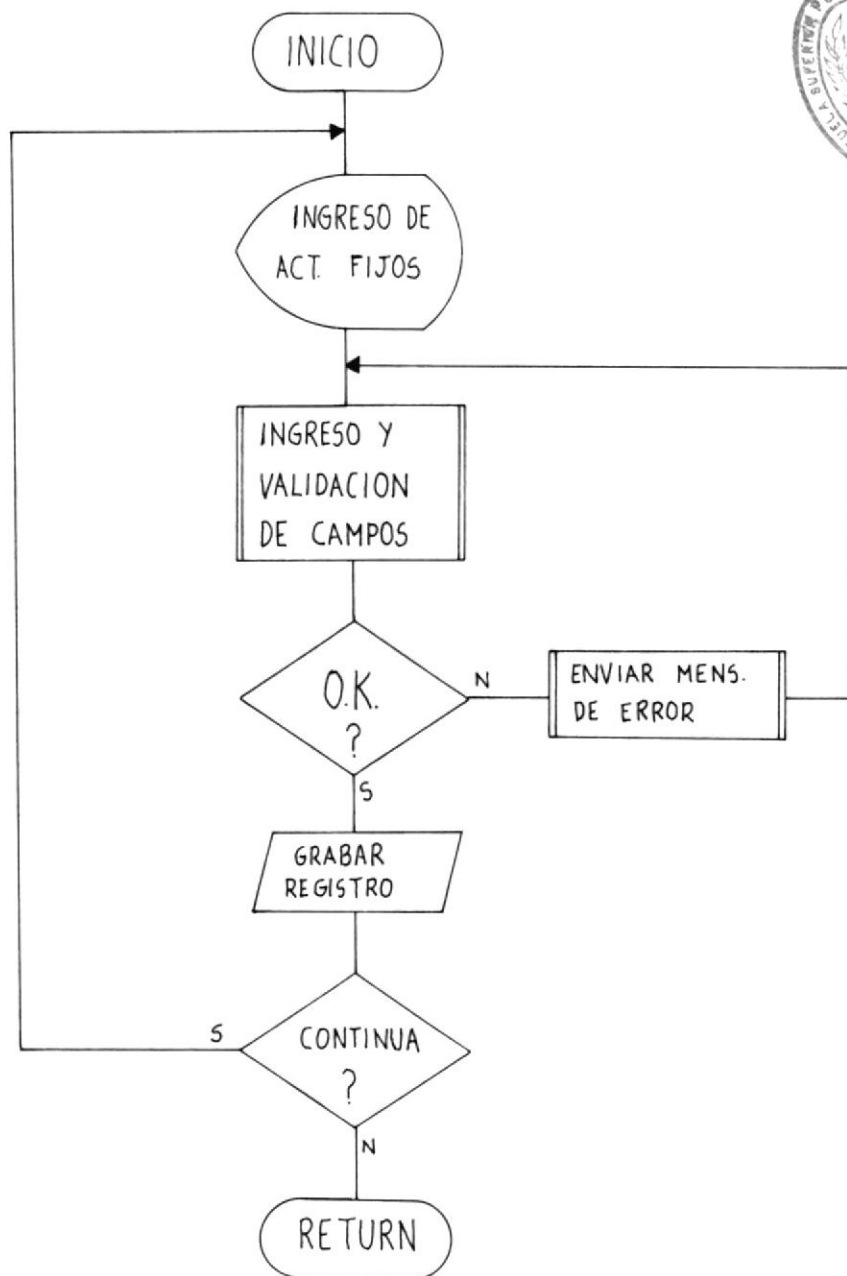 INICIO
INGRESO DE
ACT. FIJOS
INGRESO Y
VALIDACION
DE CAMPOS
O.K.
?
N
ENVIAR MENS.
DE ERROR
S
GRABAR
REGISTRO
S
CONTINUA
?
N
RETURN